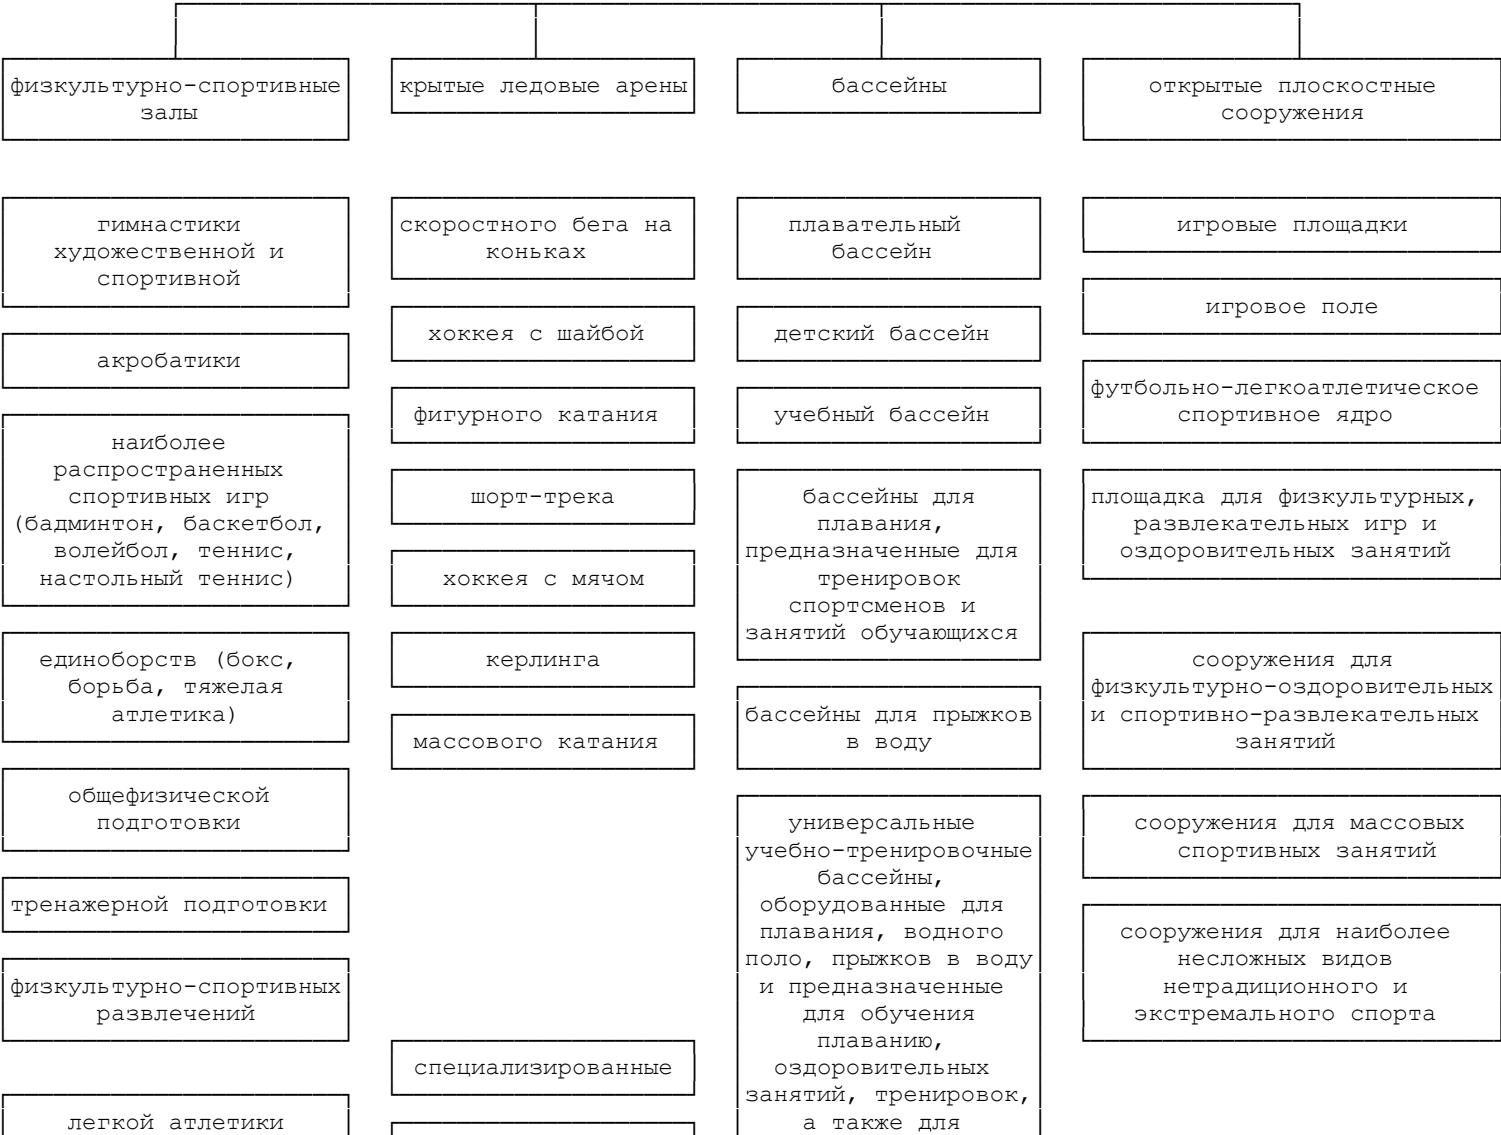 физкультурно-спортивные
залы
крытые ледовые арены
бассейны
открытые плоскостные
сооружения
гимнастики
художественной и
спортивной
акробатики
наиболее
распространенных
спортивных игр
(бадминтон, баскетбол,
волейбол, теннис,
настольный теннис)
единоборств (бокс,
борьба, тяжелая
атлетика)
общефизической
подготовки
тренажерной подготовки
физкультурно-спортивных
развлечений
легкой атлетики
скоростного бега на
коньках
хоккея с шайбой
фигурного катания
шорт-трека
хоккея с мячом
керлинга
массового катания
специализированные
плавательный
бассейн
детский бассейн
учебный бассейн
бассейны для
плавания,
предназначенные для
тренировок
спортсменов и
занятий обучающихся
бассейны для прыжков
в воду
универсальные
учебно-тренировочные
бассейны,
оборудованные для
плавания, водного
поло, прыжков в воду
и предназначенные
для обучения
плаванию,
оздоровительных
занятий, тренировок,
а также для
игровые площадки
игровое поле
футбольно-легкоатлетическое
спортивное ядро
площадка для физкультурных,
развлекательных игр и
оздоровительных занятий
сооружения для
физкультурно-оздоровительных
и спортивно-развлекательных
занятий
сооружения для массовых
спортивных занятий
сооружения для наиболее
несложных видов
нетрадиционного и
экстремального спорта